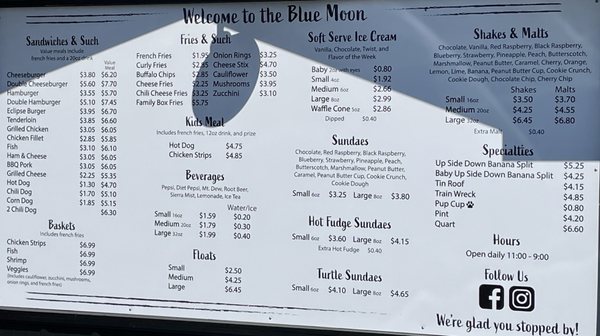 Welcome to the Blue Moon
Sandwiches & Such
Value meals include
french fries and a 20oz drink
Value
Meal
Cheeseburger $3.80 $6.20
Double Cheeseburger $5.60 $7.70
Hamburger $3.55 $5.70
Double Hamburger $5.10 $7.45
Eclipse Burger $3.95 $6.70
Tenderloin $3.85 $6.60
Grilled Chicken $3.05 $6.05
Chicken Fillet $2.85 $5.85
Fish $3.10 $6.10
Ham & Cheese $3.05 $6.05
BBQ Pork $3.05 $6.05
Grilled Cheese $2.25 $5.35
Hot Dog $1.30 $4.70
Chili Dog $1.70 $5.10
Corn Dog $1.85 $5.15
2 Chili Dog $6.30
Baskets
Includes french fries
Chicken Strips $6.99
Fish $6.99
Shrimp $6.99
Veggies $6.99
(Includes cauliflower, zucchini, mushrooms,
onion rings, and french fries)
Fries & Such
French Fries $1.95 Onion Rings $3.25
Curly Fries $2.85 Cheese Stix $4.70
Buffalo Chips $2.85 Cauliflower $3.50
Cheese Fries $2.25 Mushrooms $3.95
Chili Cheese Fries $3.25 Zucchini $3.10
Family Box Fries $5.75
Kids Meal
Includes french fries, 12oz drink, and prize
Hot Dog $4.75
Chicken Strips $4.85
Beverages
Pepsi, Diet Pepsi, Mt. Dew, Root Beer,
Sierra Mist, Lemonade, Ice Tea
Water/Ice
Small 16oz $1.59 $0.20
Medium 20oz $1.79 $0.30
Large 32oz $1.99 $0.40
Floats
Small $2.50
Medium $4.25
Large $6.45
Soft Serve Ice Cream
Vanilla, Chocolate, Twist, and
Flavor of the Week
Baby 2oz with eyes $0.80
Small 4oz $1.92
Medium 6oz $2.66
Large 8oz $2.99
Waffle Cone 5oz $2.86
Dipped $0.40
Sundaes
Chocolate, Red Raspberry, Black Raspberry,
Blueberry, Strawberry, Pineapple, Peach,
Butterscotch, Marshmallow, Peanut Butter,
Caramel, Peanut Butter Cup, Cookie Crunch,
Cookie Dough
Small 6oz $3.25 Large 8oz $3.80
Hot Fudge Sundaes
Small 6oz $3.60 Large 8oz $4.15
Extra Hot Fudge $0.40
Turtle Sundaes
Small 6oz $4.10 Large 8oz $4.65
Shakes & Malts
Chocolate, Vanilla, Red Raspberry, Black Raspberry,
Blueberry, Strawberry, Pineapple, Peach, Butterscotch,
Marshmallow, Peanut Butter, Caramel, Cherry, Orange,
Lemon, Lime, Banana, Peanut Butter Cup, Cookie Crunch,
Cookie Dough, Chocolate Chip, Cherry Chip
Shakes Malts
Small 16oz $3.50 $3.70
Medium 20oz $4.25 $4.55
Large 32oz $6.45 $6.80
Extra Malt $0.40
Specialties
Up Side Down Banana Split $5.25
Baby Up Side Down Banana Split $4.25
Tin Roof $4.15
Train Wreck $4.85
Pup Cup $0.80
Pint $4.20
Quart $6.60
Hours
Open daily 11:00 - 9:00
Follow Us
We're glad you stopped by!